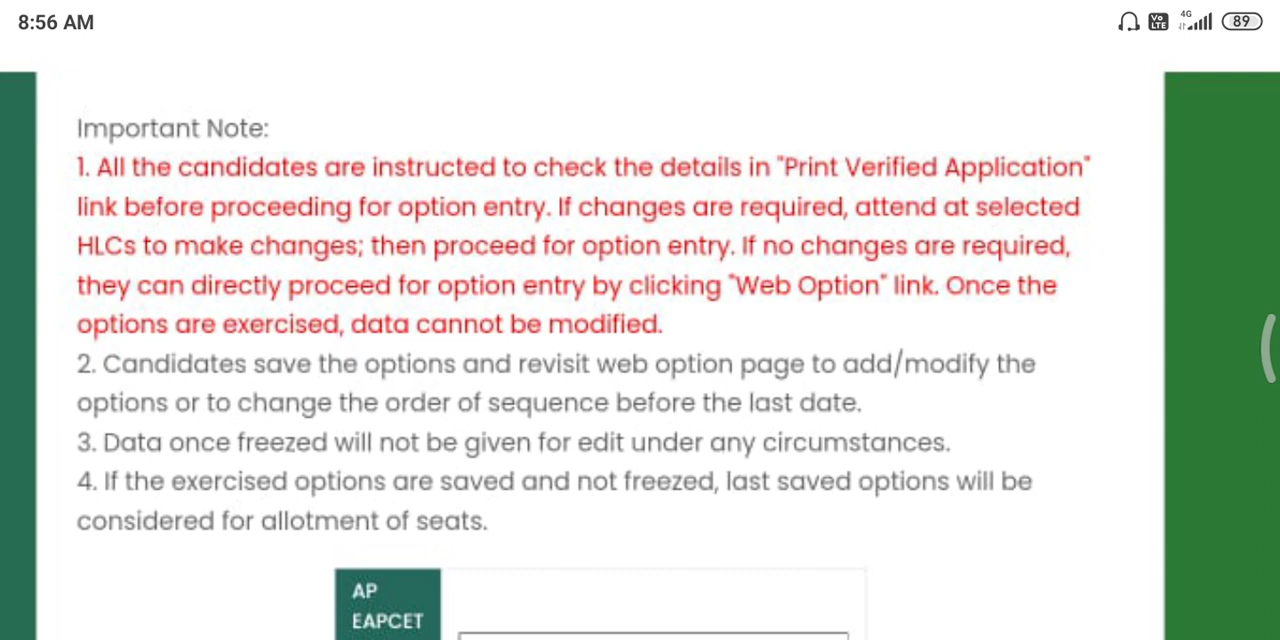 8:56 AM
Vo LTE 4G 89
Important Note:
1. All the candidates are instructed to check the details in "Print Verified Application"
link before proceeding for option entry. If changes are required, attend at selected
HLCs to make changes; then proceed for option entry. If no changes are required,
they can directly proceed for option entry by clicking "Web Option" link. Once the
options are exercised, data cannot be modified.
2. Candidates save the options and revisit web option page to add/modify the
options or to change the order of sequence before the last date.
3. Data once freezed will not be given for edit under any circumstances.
4. If the exercised options are saved and not freezed, last saved options will be
considered for allotment of seats.
AP
EAPCET